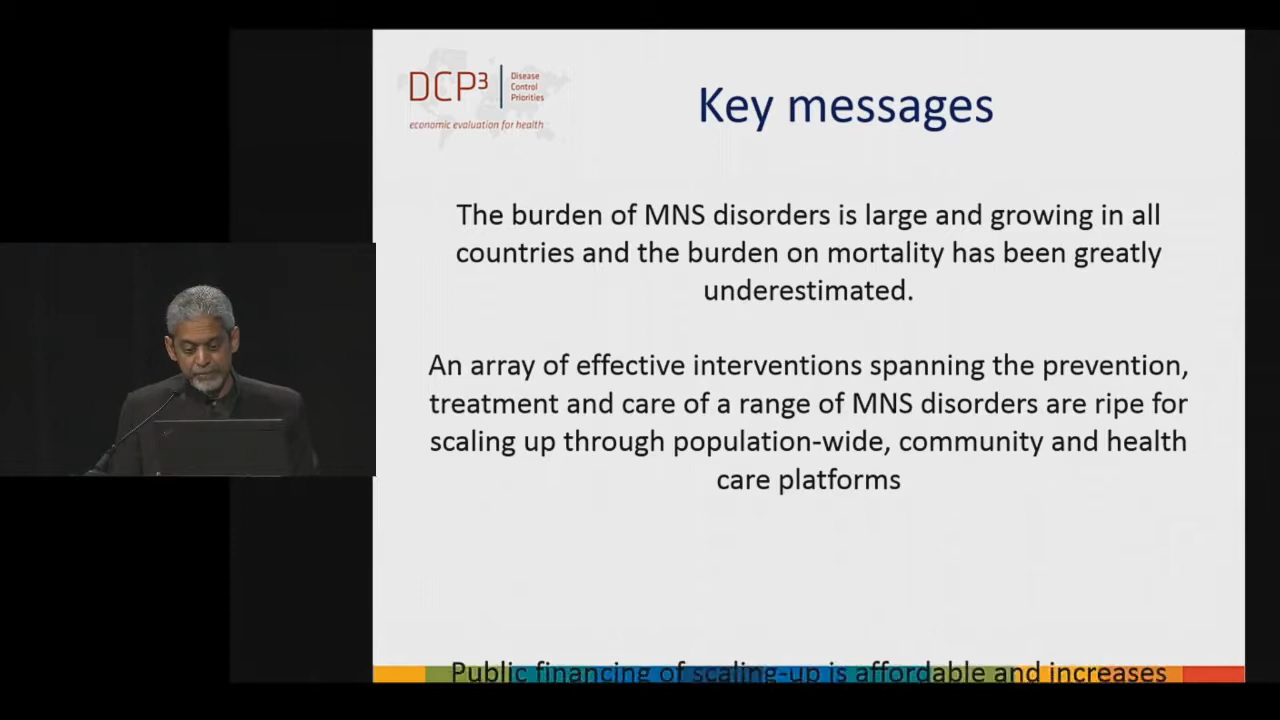 DCP3
Disease
Control
Priorities
economic evaluation for health
Key messages
The burden of MNS disorders is large and growing in all
countries and the burden on mortality has been greatly
underestimated.
An array of effective interventions spanning the prevention,
treatment and care of a range of MNS disorders are ripe for
scaling up through population-wide, community and health
care platforms
Public financing of scaling-up is affordable and increases